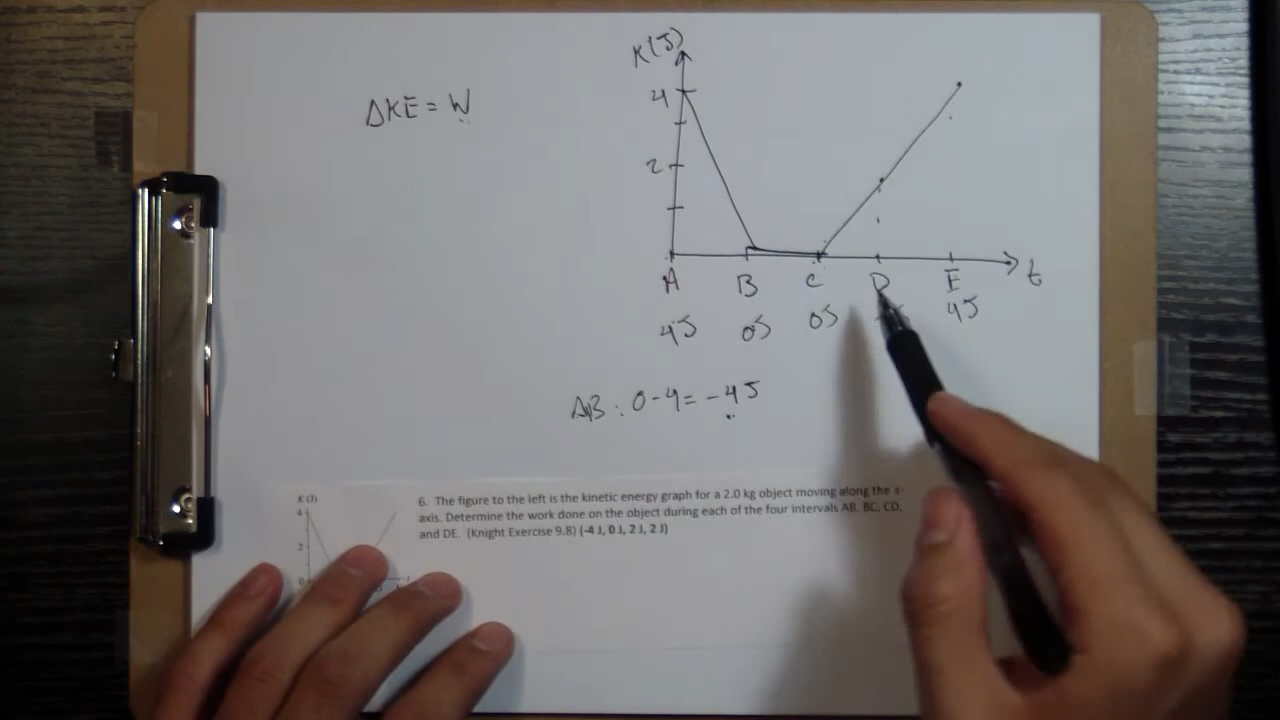 K(J)
ΔKE = W
4
2
A B C D E t
4J 0J 0J 4J
AB: 0-4 = -4J
K (J)
4
2
0
6. The figure to the left is the kinetic energy graph for a 2.0 kg object moving along the x-
axis. Determine the work done on the object during each of the four intervals AB, BC, CD,
and DE. (Knight Exercise 9.8) (-4 J, 0 J, 2 J, 2 J)